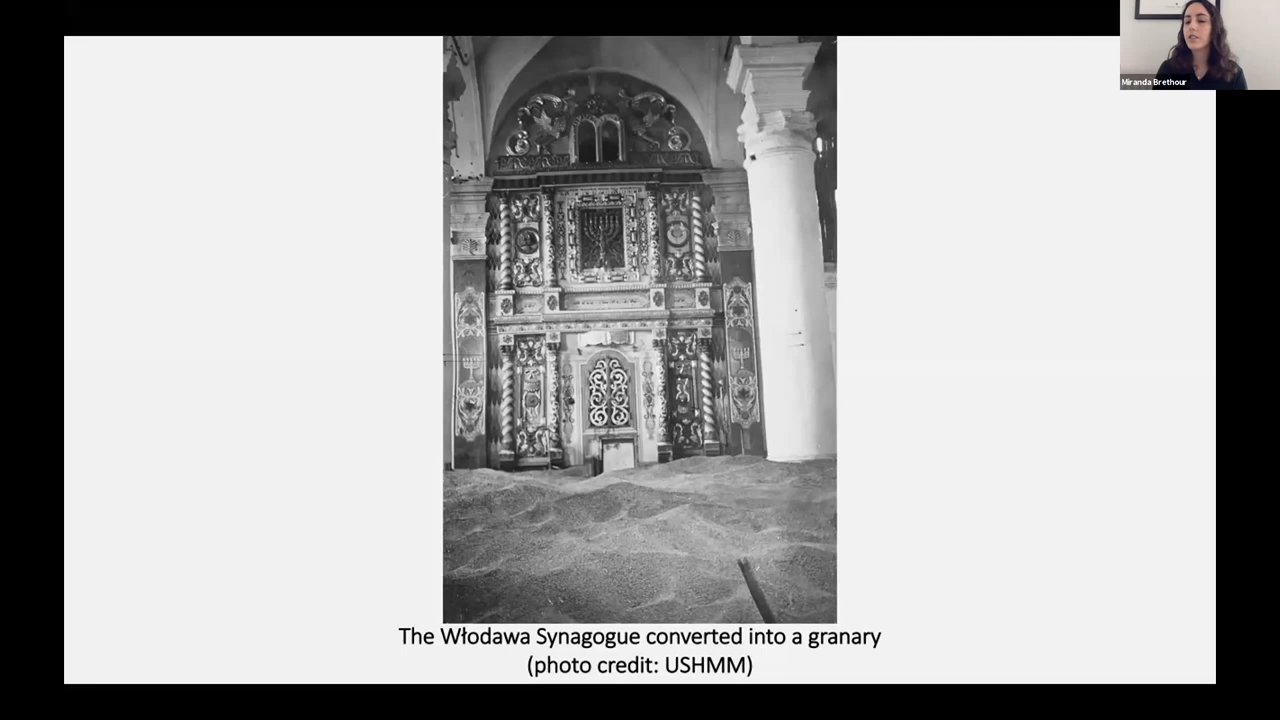 Miranda Brethour
The Włodawa Synagogue converted into a granary
(photo credit: USHMM)